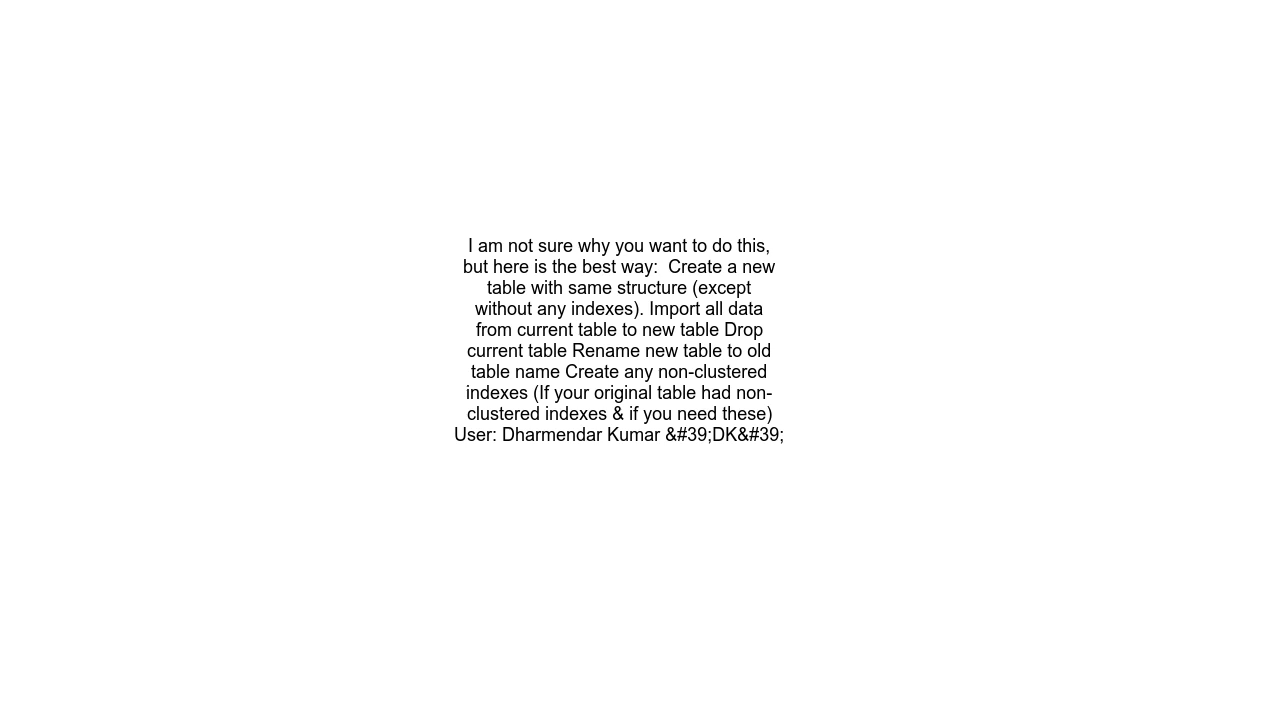 I am not sure why you want to do this,
but here is the best way:  Create a new
table with same structure (except
without any indexes). Import all data
from current table to new table Drop
current table Rename new table to old
table name Create any non-clustered
indexes (If your original table had non-
clustered indexes & if you need these)
User: Dharmendar Kumar &#39;DK&#39;